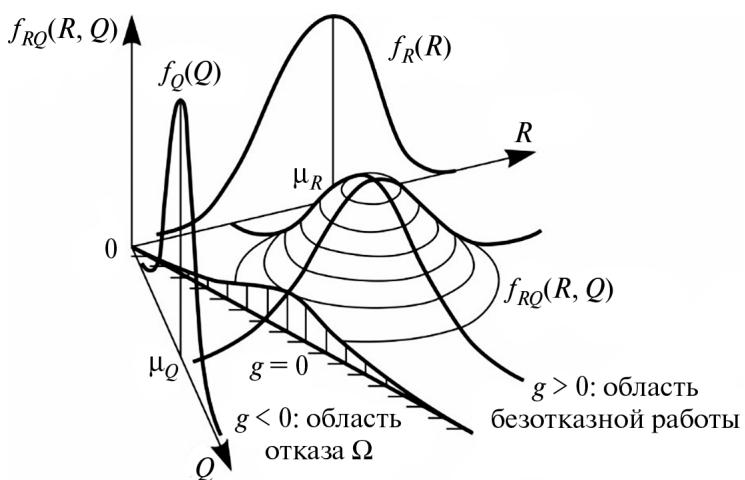 f_RQ(R, Q)
f_R(R)
f_Q(Q)
R
μ_R
0
f_RQ(R, Q)
μ_Q
g = 0
g > 0: область
безотказной работы
g < 0: область
отказа Ω
Q